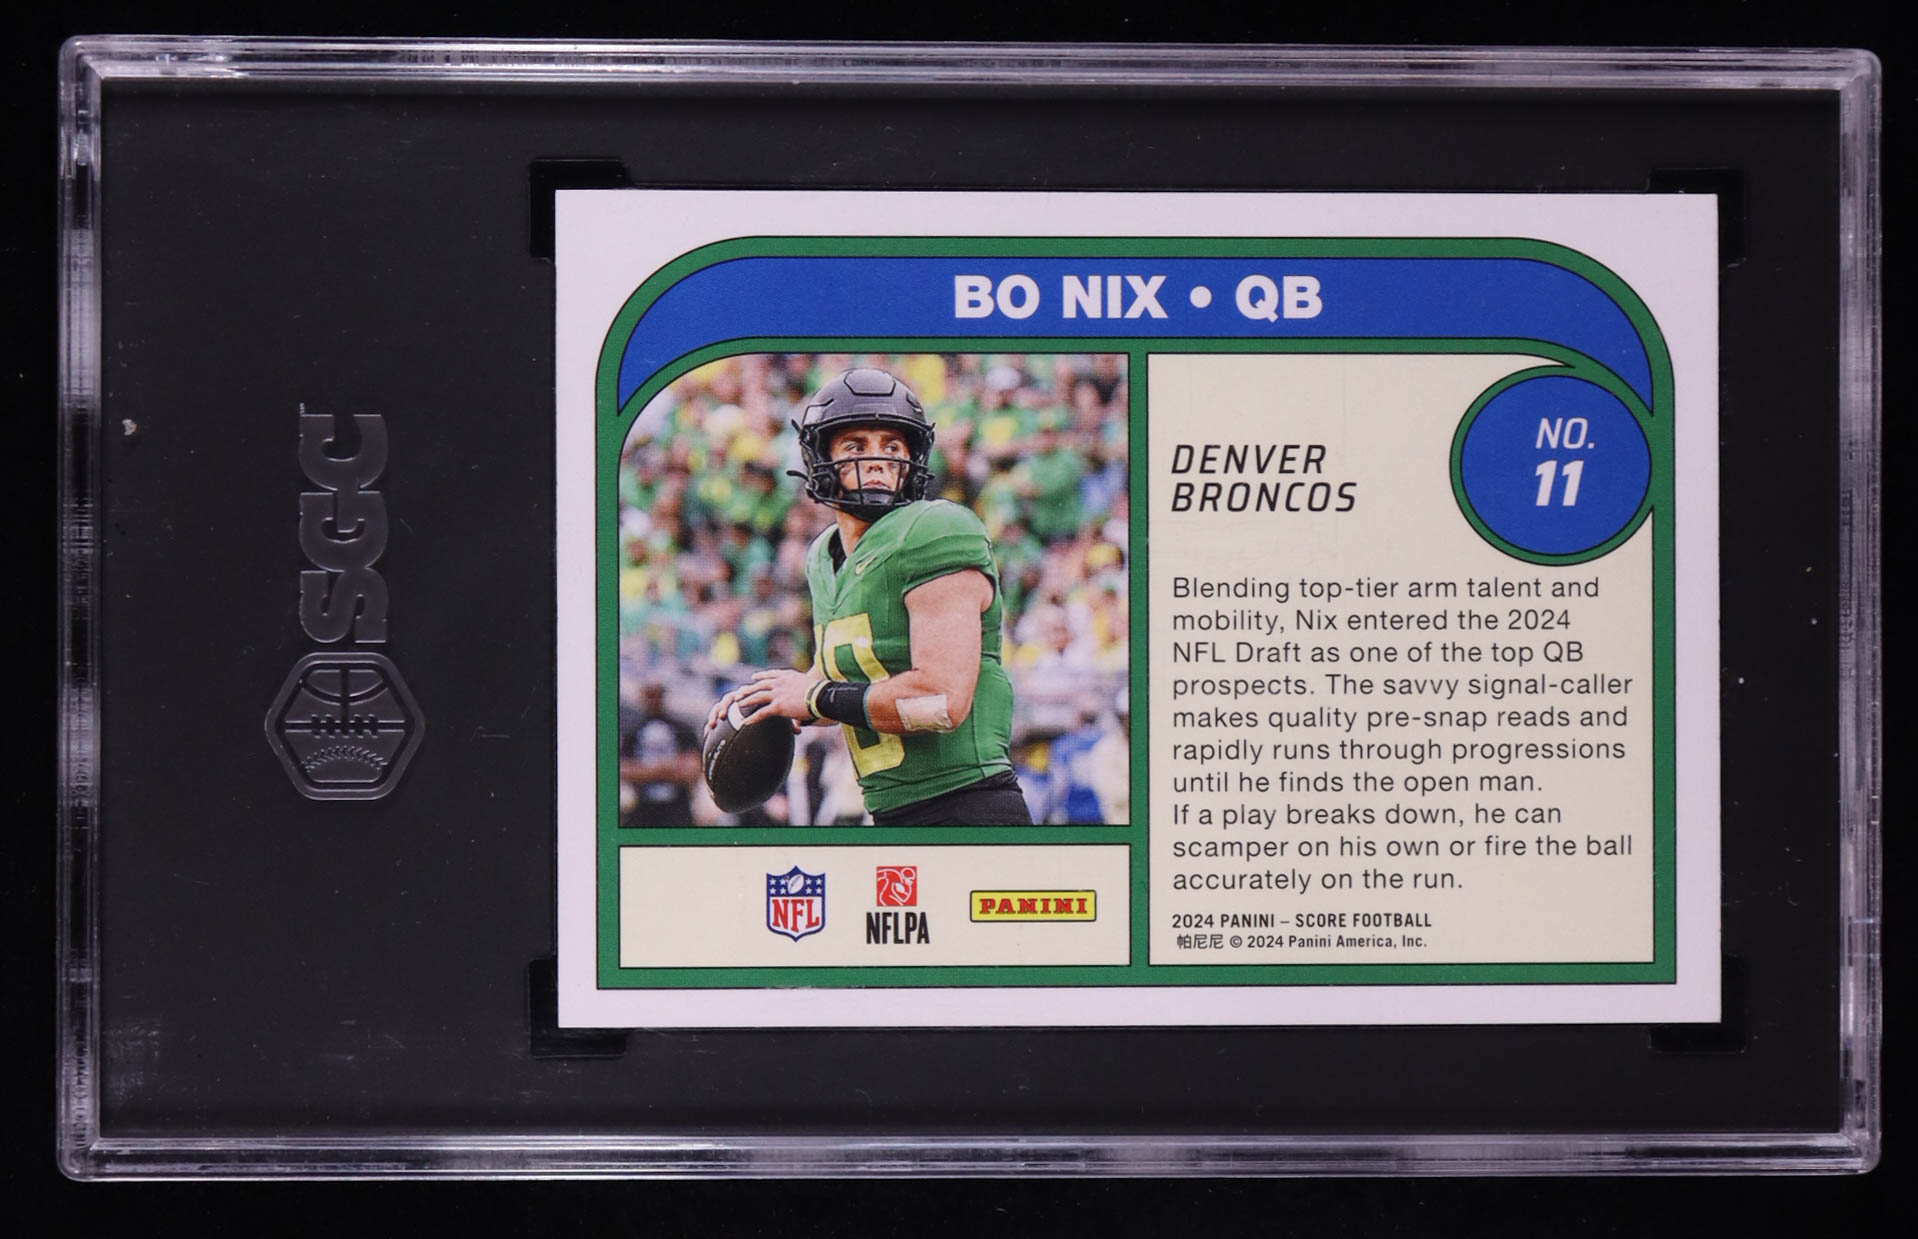 SGC
BO NIX • QB
NO.
11
DENVER
BRONCOS
Blending top-tier arm talent and
mobility, Nix entered the 2024
NFL Draft as one of the top QB
prospects. The savvy signal-caller
makes quality pre-snap reads and
rapidly runs through progressions
until he finds the open man.
If a play breaks down, he can
scamper on his own or fire the ball
accurately on the run.
2024 PANINI – SCORE FOOTBALL
帕尼尼 © 2024 Panini America, Inc.
NFL
NFLPA
PANINI